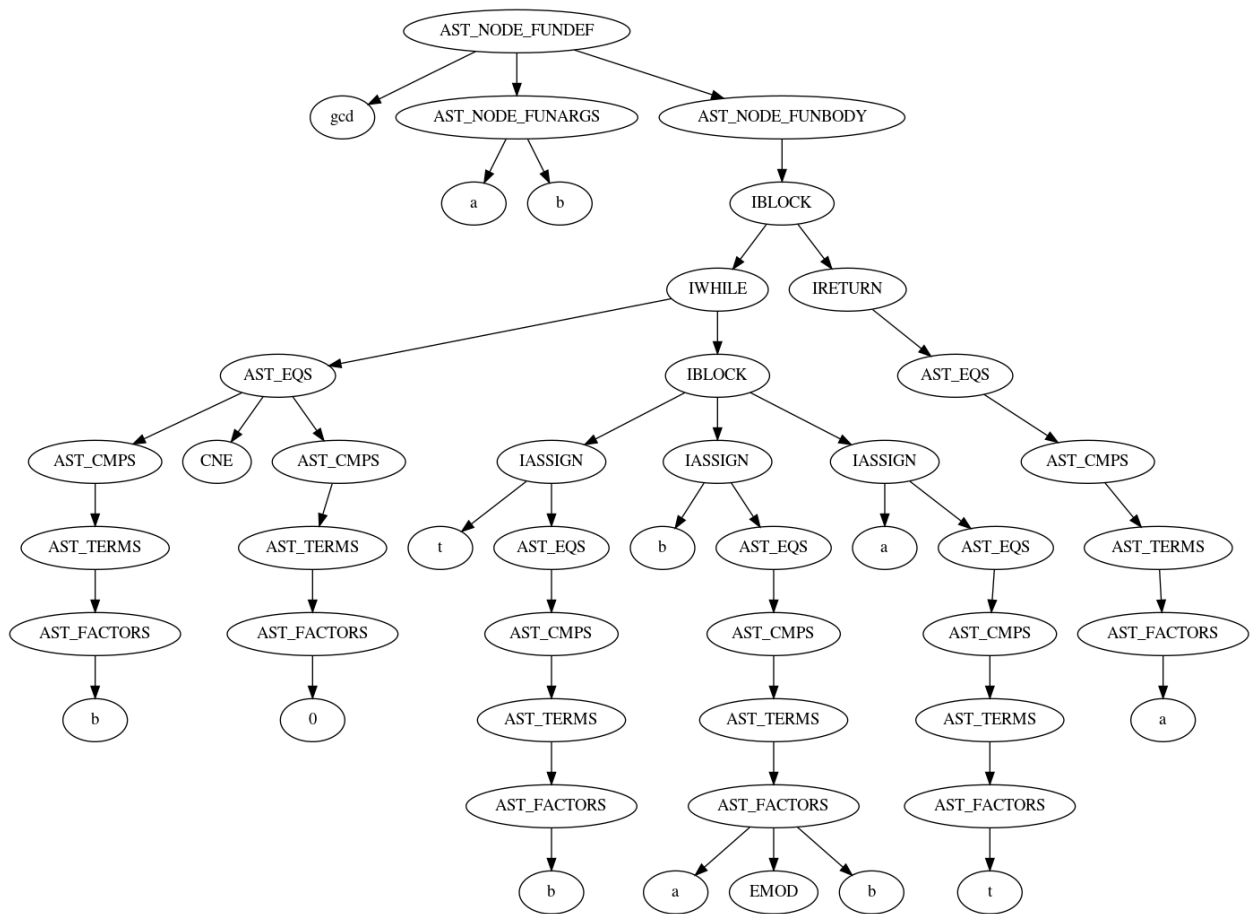 AST_NODE_FUNDEF
gcd AST_NODE_FUNARGS AST_NODE_FUNBODY
a b IBLOCK
IWHILE IRETURN
AST_EQS IBLOCK AST_EQS
AST_CMPS CNE AST_CMPS IASSIGN IASSIGN IASSIGN AST_CMPS
AST_TERMS AST_TERMS t AST_EQS b AST_EQS a AST_EQS AST_TERMS
AST_FACTORS AST_FACTORS AST_CMPS AST_CMPS AST_CMPS AST_FACTORS
b 0 AST_TERMS AST_TERMS AST_TERMS a
AST_FACTORS AST_FACTORS AST_FACTORS
b a EMOD b t